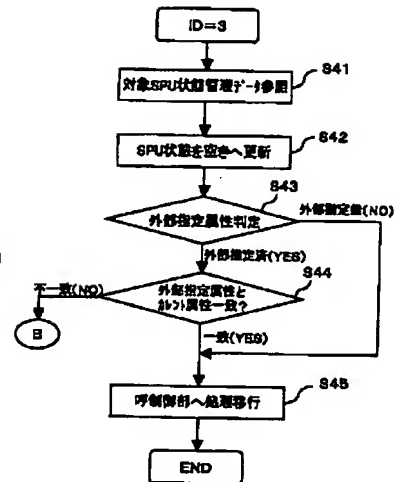 ID=3
S41
対象SPU状態管理データ参照
S42
SPU状態を空きへ更新
S43
外部指定属性判定
外部指定無(NO)
外部指定済(YES)
S44
不一致(NO)
外部指定属性と
カレント属性一致?
B
一致(YES)
S45
呼制御部へ処理移行
END